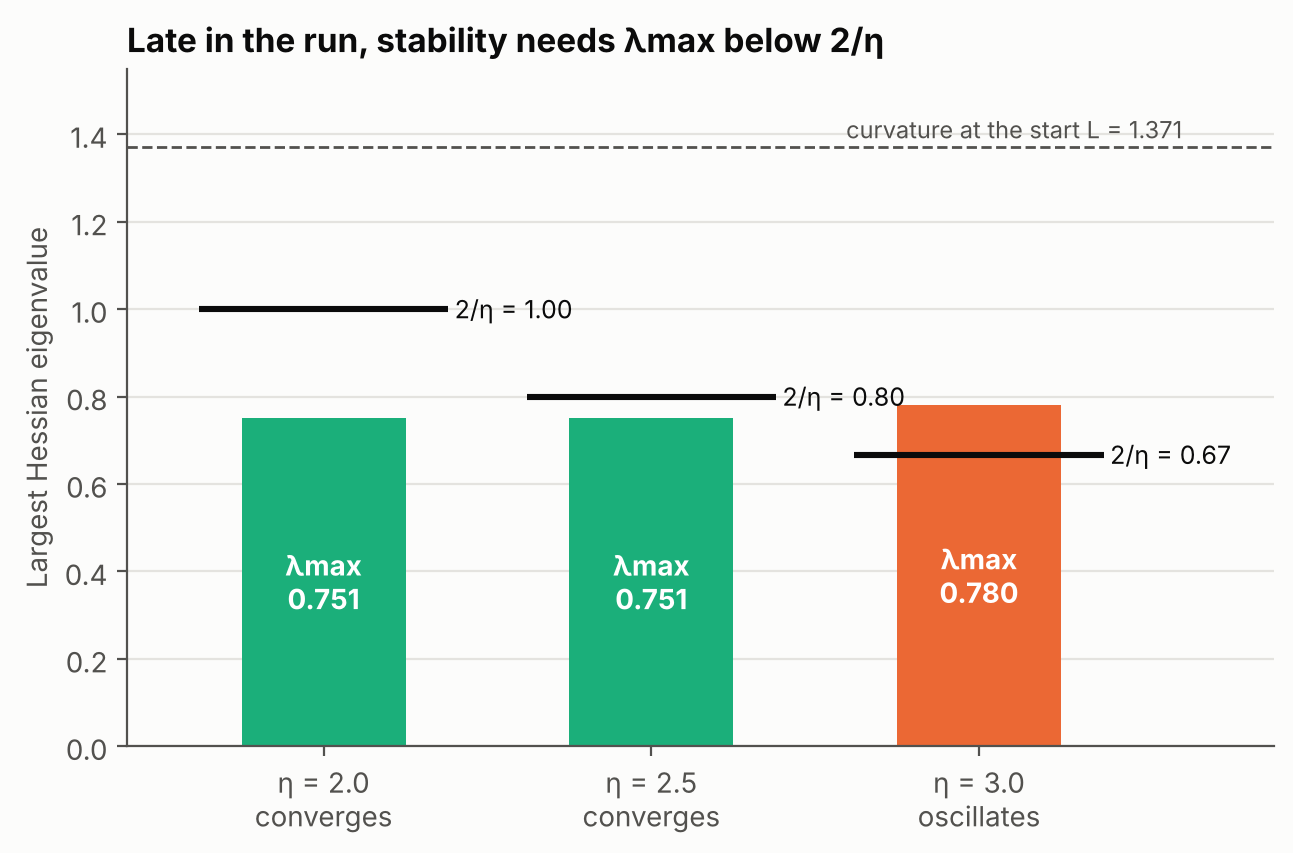 Late in the run, stability needs λmax below 2/η
curvature at the start L = 1.371
Largest Hessian eigenvalue
1.4
1.2
1.0
0.8
0.6
0.4
0.2
0.0
2/η = 1.00
2/η = 0.80
2/η = 0.67
λmax
0.751
λmax
0.751
λmax
0.780
η = 2.0
converges
η = 2.5
converges
η = 3.0
oscillates